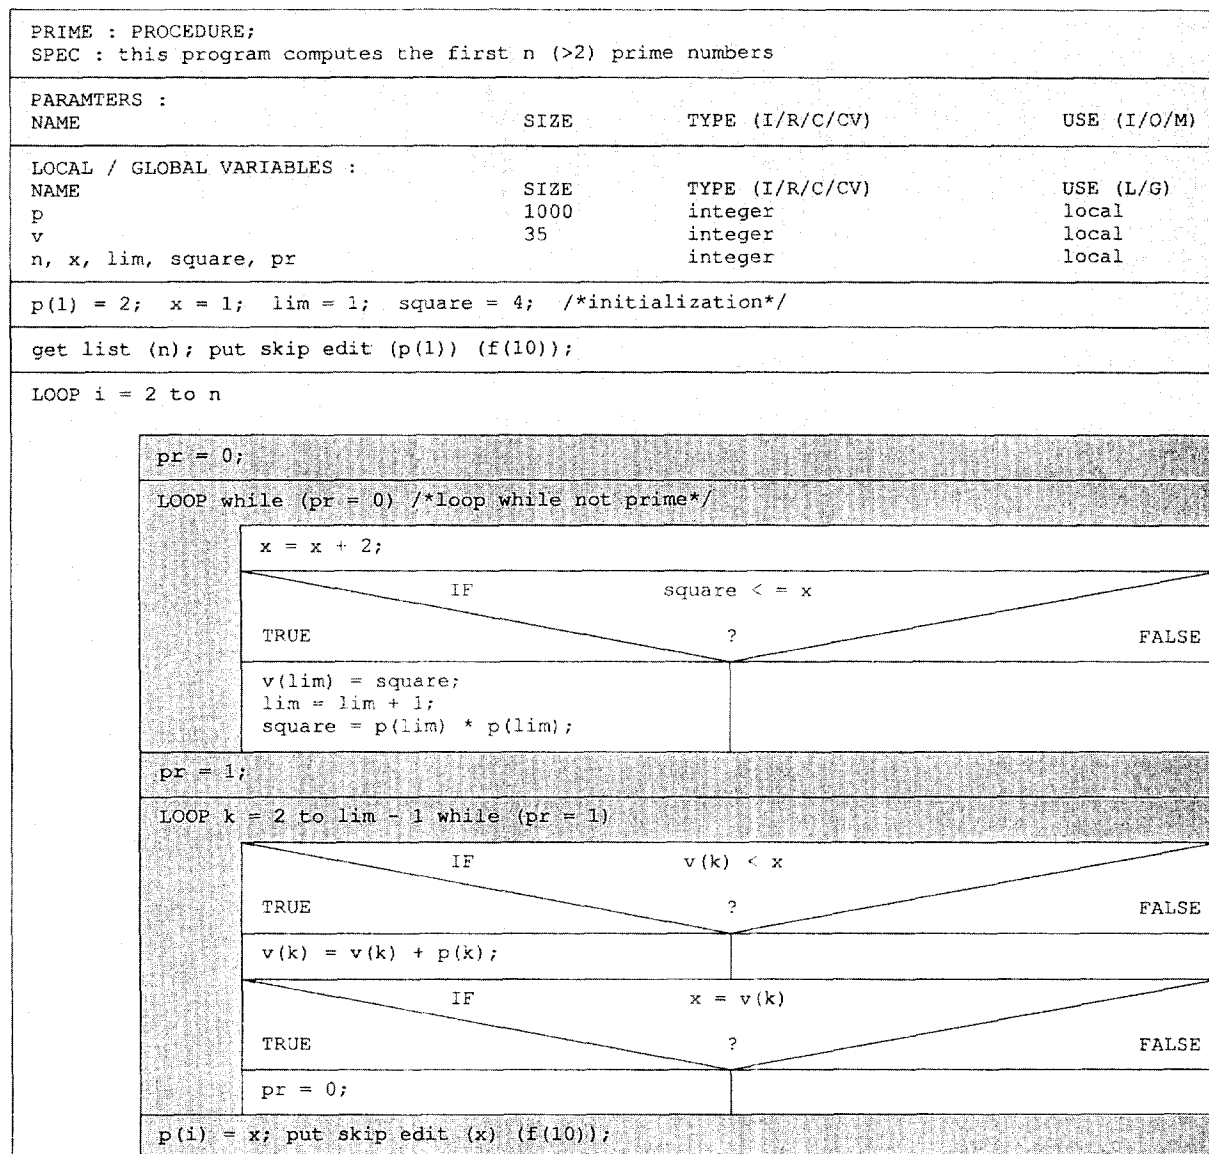 PRIME : PROCEDURE;
SPEC : this program computes the first n (>2) prime numbers
PARAMTERS :
NAME SIZE TYPE (I/R/C/CV) USE (I/O/M)
LOCAL / GLOBAL VARIABLES :
NAME SIZE TYPE (I/R/C/CV) USE (L/G)
p 1000 integer local
v 35 integer local
n, x, lim, square, pr integer local
p(1) = 2; x = 1; lim = 1; square = 4; /*initialization*/
get list (n); put skip edit (p(1)) (f(10));
LOOP i = 2 to n
pr = 0;
LOOP while (pr = 0) /*loop while not prime*/
x = x + 2;
IF square < = x
TRUE ? FALSE
v(lim) = square;
lim = lim + 1;
square = p(lim) * p(lim);
pr = 1;
LOOP k = 2 to lim - 1 while (pr = 1)
IF v(k) < x
TRUE ? FALSE
v(k) = v(k) + p(k);
IF x = v(k)
TRUE ? FALSE
pr = 0;
p(i) = x; put skip edit (x) (f(10));